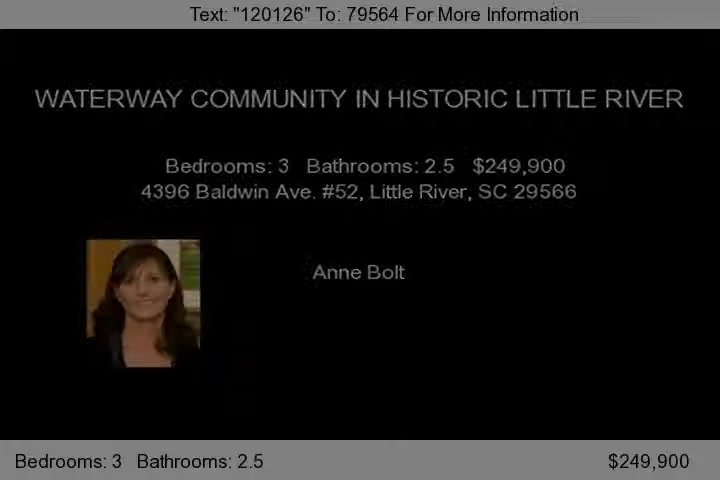 Text: "120126" To: 79564 For More Information
WATERWAY COMMUNITY IN HISTORIC LITTLE RIVER
Bedrooms: 3 Bathrooms: 2.5 $249,900
4396 Baldwin Ave. #52, Little River, SC 29566
Anne Bolt
Bedrooms: 3 Bathrooms: 2.5 $249,900